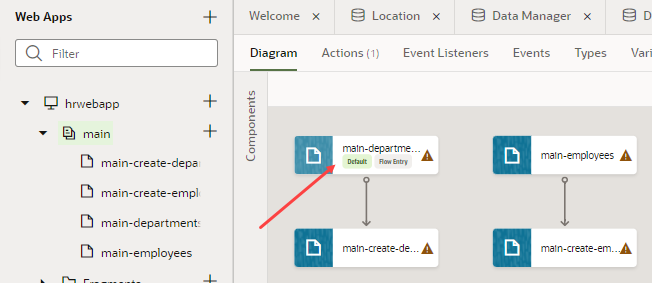 Web Apps
Filter
hrwebapp
main
main-create-depa
main-create-empl
main-departments
main-employees
Fragments
Welcome
Location
Data Manager
Diagram
Actions (1)
Event Listeners
Events
Types
Vari
Components
main-departme...
Default
Flow Entry
main-employees
main-create-de...
main-create-em...